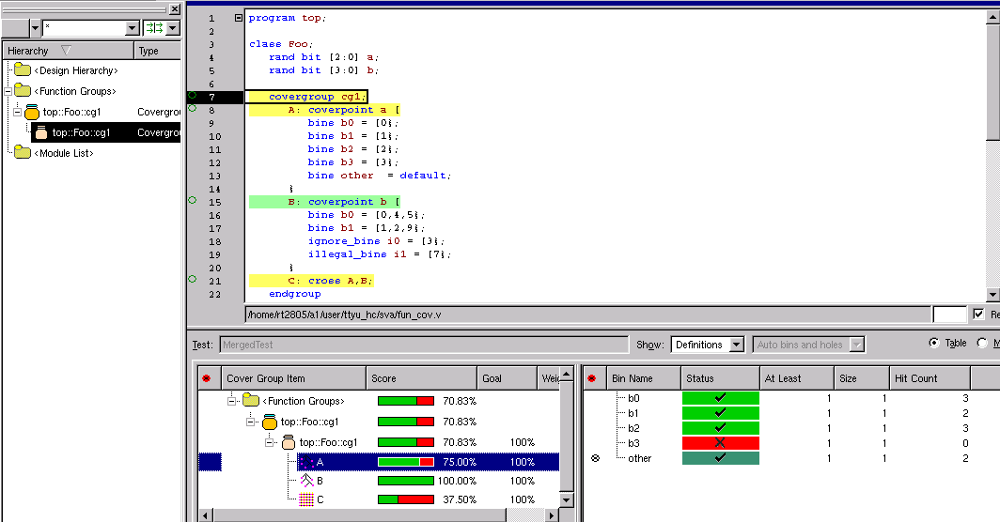 *
Hierarchy Type
<Design Hierarchy>
<Function Groups>
top::Foo::cg1 Covergr
top::Foo::cg1 Covergr
<Module List>
1 program top;
2
3 class Foo;
4 rand bit [2:0] a;
5 rand bit [3:0] b;
6
7 covergroup cg1;
8 A: coverpoint a {
9 bins b0 = {0};
10 bins b1 = {1};
11 bins b2 = {2};
12 bins b3 = {3};
13 bins other = default;
14 }
15 B: coverpoint b {
16 bins b0 = {0,4,5};
17 bins b1 = {1,2,9};
18 ignore_bins i0 = {3};
19 illegal_bins i1 = {7};
20 }
21 C: cross A,B;
22 endgroup
/home/rt2805/a1/user/ttyu_hc/sva/fun_cov.v Re
Test: MergedTest Show: Definitions Auto bins and holes Table M
Cover Group Item Score Goal Weig
<Function Groups> 70.83%
top::Foo::cg1 70.83%
top::Foo::cg1 70.83% 100%
A 75.00% 100%
B 100.00% 100%
C 37.50% 100%
Bin Name Status At Least Size Hit Count
b0 1 1 3
b1 1 1 2
b2 1 1 3
b3 1 1 0
other 1 1 2